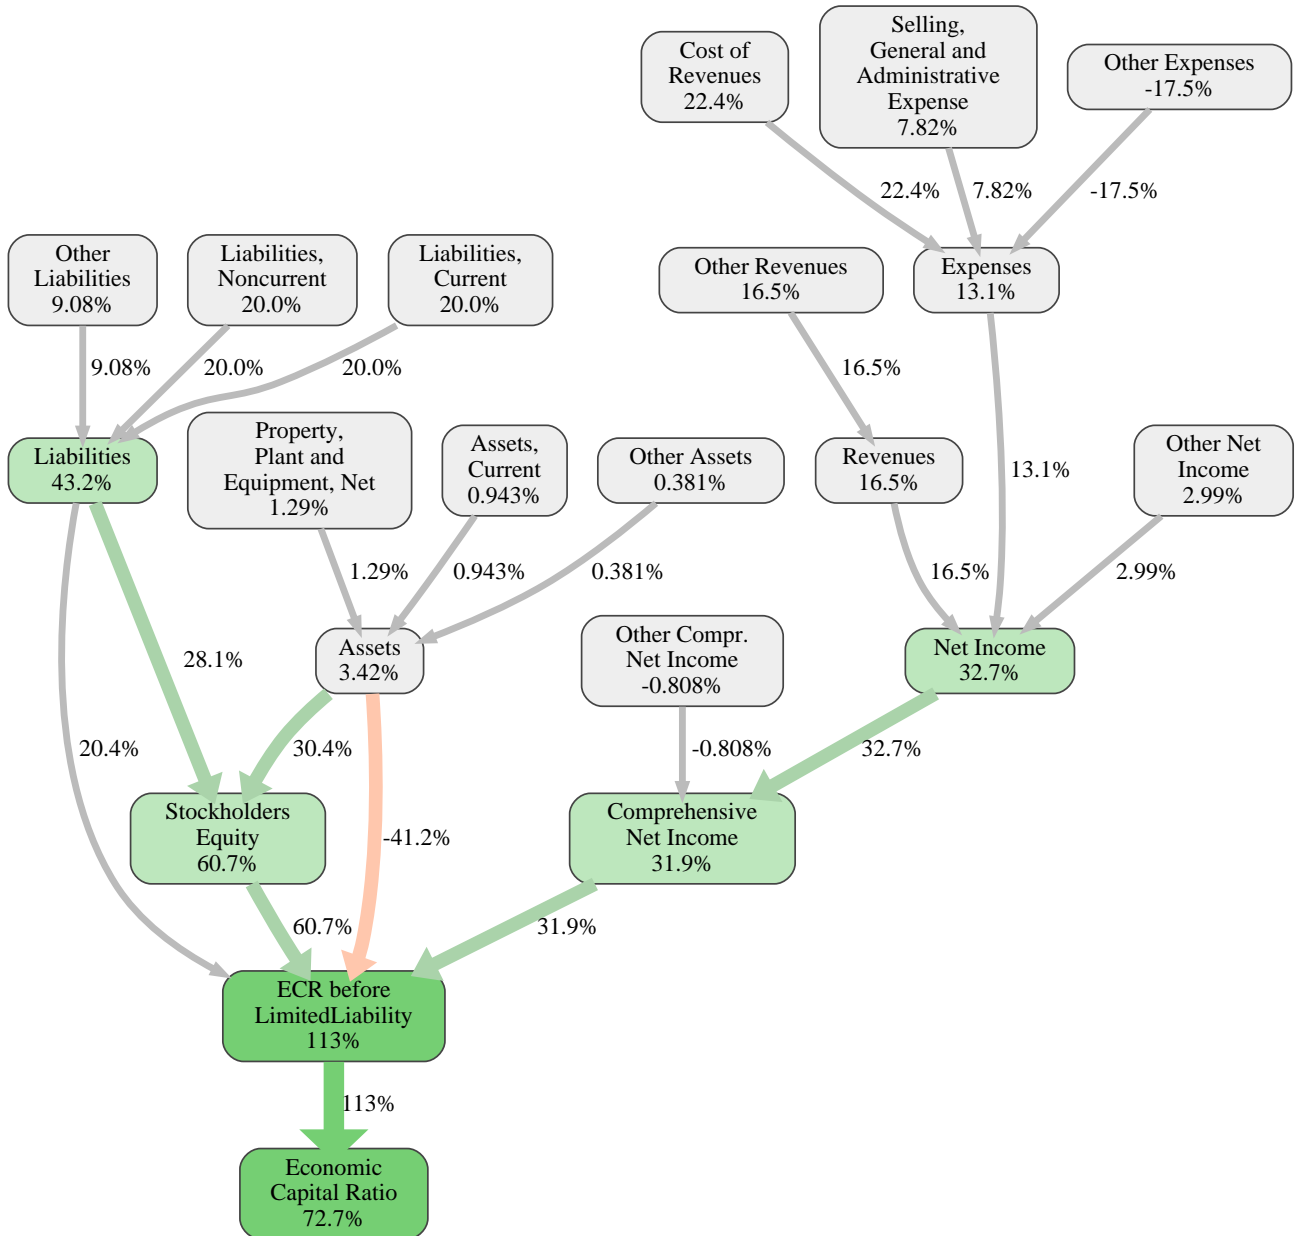 Cost of
Revenues
22.4%
Selling,
General and
Administrative
Expense
7.82%
Other Expenses
-17.5%
22.4%
7.82%
-17.5%
Other
Liabilities
9.08%
Liabilities,
Noncurrent
20.0%
Liabilities,
Current
20.0%
Other Revenues
16.5%
Expenses
13.1%
9.08%
20.0%
20.0%
16.5%
Liabilities
43.2%
Property,
Plant and
Equipment, Net
1.29%
Assets,
Current
0.943%
Other Assets
0.381%
Revenues
16.5%
13.1%
Other Net
Income
2.99%
1.29%
0.943%
0.381%
16.5%
2.99%
28.1%
Assets
3.42%
Other Compr.
Net Income
-0.808%
Net Income
32.7%
20.4%
30.4%
-0.808%
32.7%
Stockholders
Equity
60.7%
-41.2%
Comprehensive
Net Income
31.9%
60.7%
31.9%
ECR before
LimitedLiability
113%
113%
Economic
Capital Ratio
72.7%